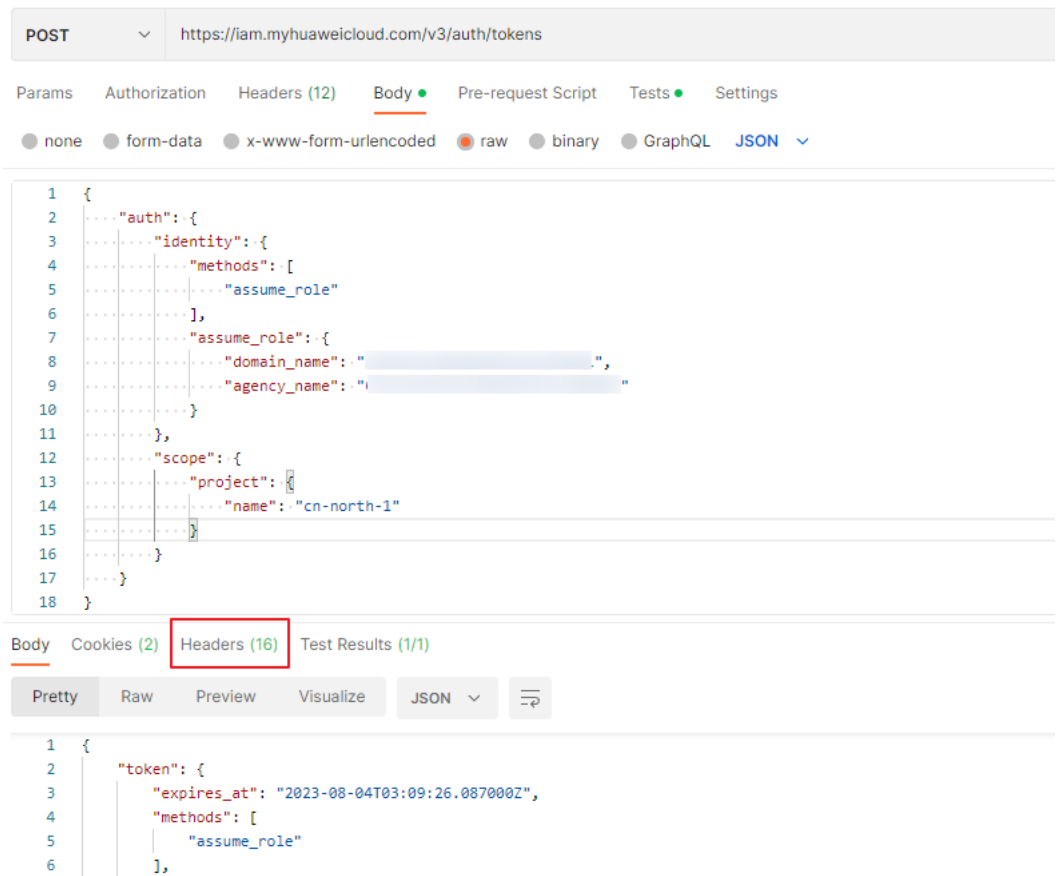 POST https://iam.myhuaweicloud.com/v3/auth/tokens
Params Authorization Headers (12) Body Pre-request Script Tests Settings
none form-data x-www-form-urlencoded raw binary GraphQL JSON
1 {
2 "auth": {
3 "identity": {
4 "methods": [
5 "assume_role"
6 ],
7 "assume_role": {
8 "domain_name": " ",
9 "agency_name": " "
10 }
11 },
12 "scope": {
13 "project": {
14 "name": "cn-north-1"
15 }
16 }
17 }
18 }
Body Cookies (2) Headers (16) Test Results (1/1)
Pretty Raw Preview Visualize JSON
1 {
2 "token": {
3 "expires_at": "2023-08-04T03:09:26.087000Z",
4 "methods": [
5 "assume_role"
6 ],